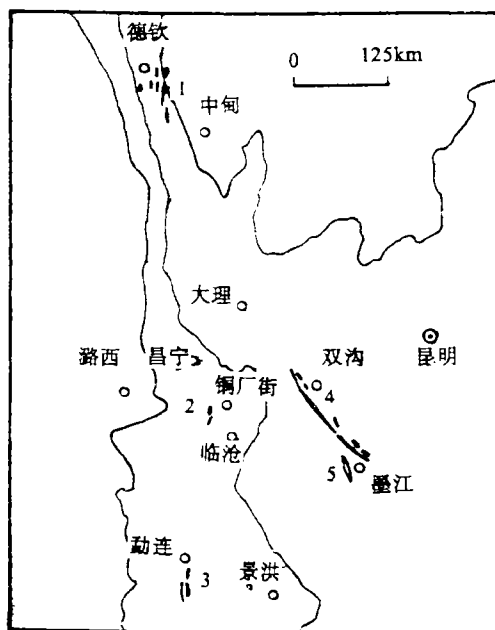 德钦
0 125km
1
中甸
大理
潞西 昌宁 双沟 昆明
铜厂街 4
2
临沧
5 墨江
勐连
3 景洪